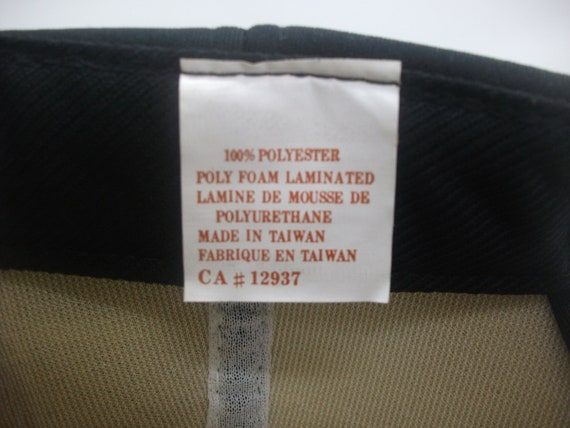 100% POLYESTER
POLY FOAM LAMINATED
LAMINE DE MOUSSE DE
POLYURETHANE
MADE IN TAIWAN
FABRIQUE EN TAIWAN
CA # 12937